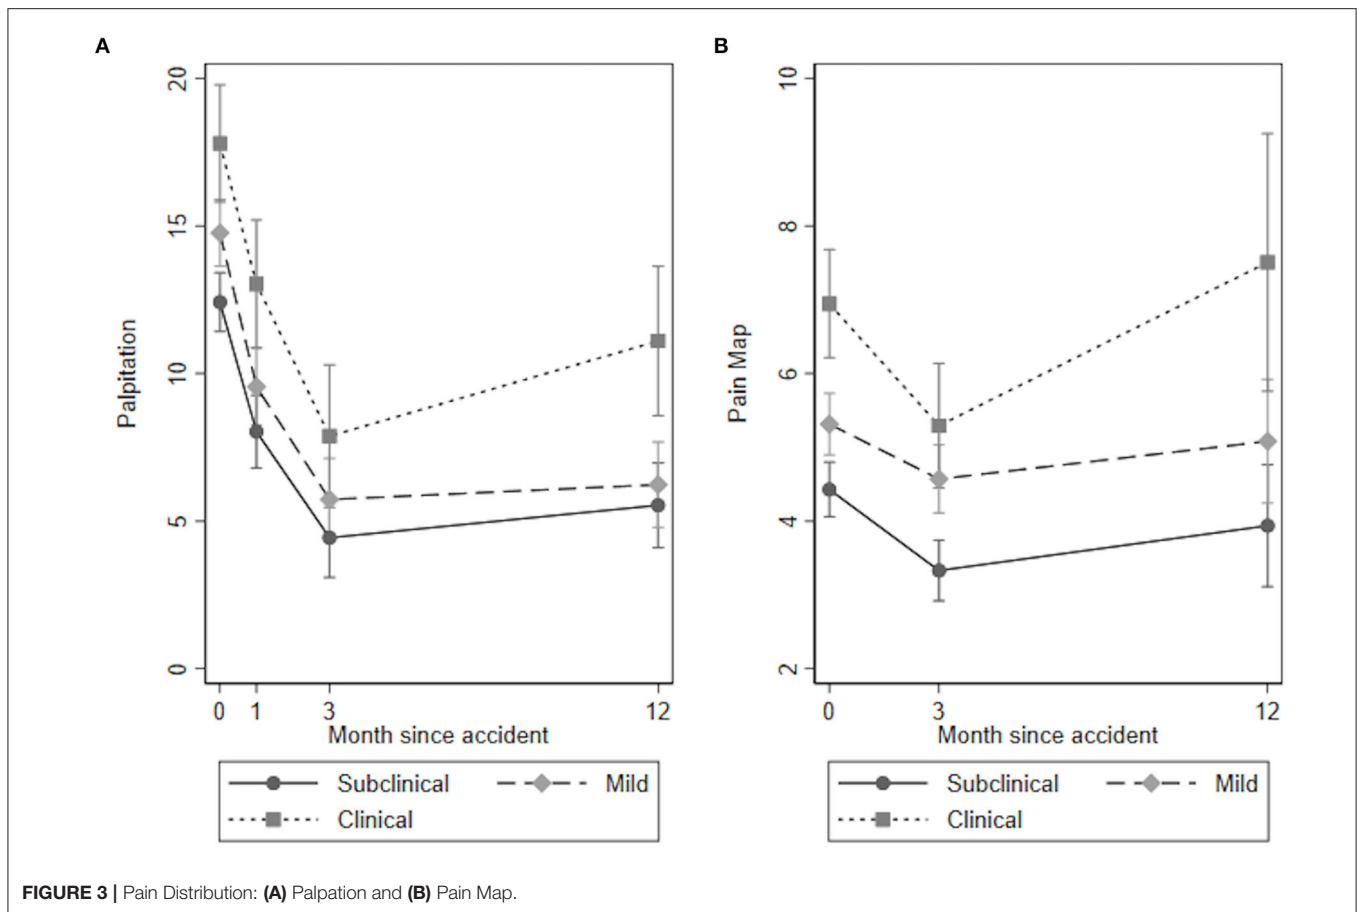 A
B
20
15
10
5
0
Palpitation
0 1 3 12
Month since accident
Subclinical Mild
Clinical
10
8
6
4
2
Pain Map
0 3 12
Month since accident
Subclinical Mild
Clinical
FIGURE 3 | Pain Distribution: (A) Palpation and (B) Pain Map.